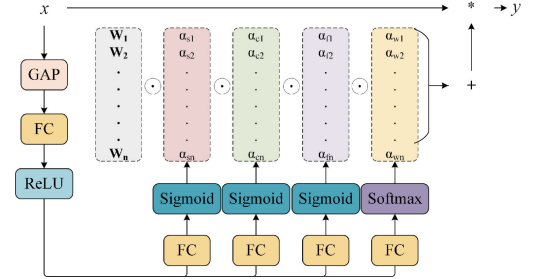 x * y
W1 αs1 αc1 αf1 αw1
W2 αs2 αc2 αf2 αw2
GAP
FC
+
Wn αsn αcn αfn αwn
ReLU
Sigmoid Sigmoid Sigmoid Softmax
FC FC FC FC